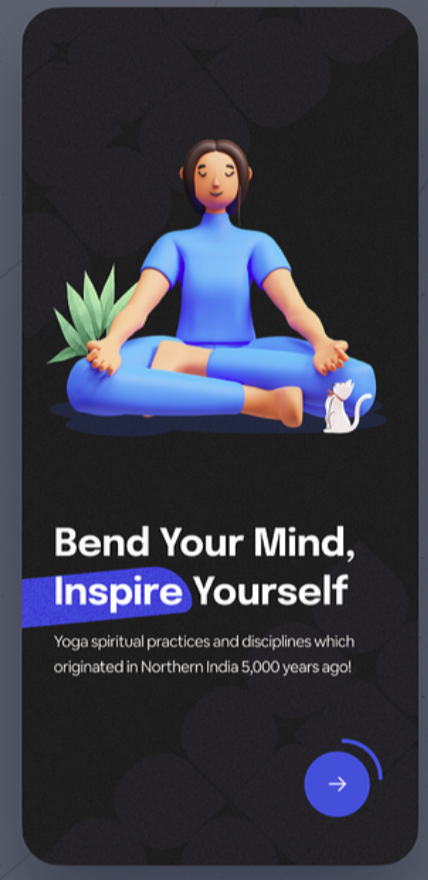 Bend Your Mind,
Inspire Yourself
Yoga spiritual practices and disciplines which
originated in Northern India 5,000 years ago!